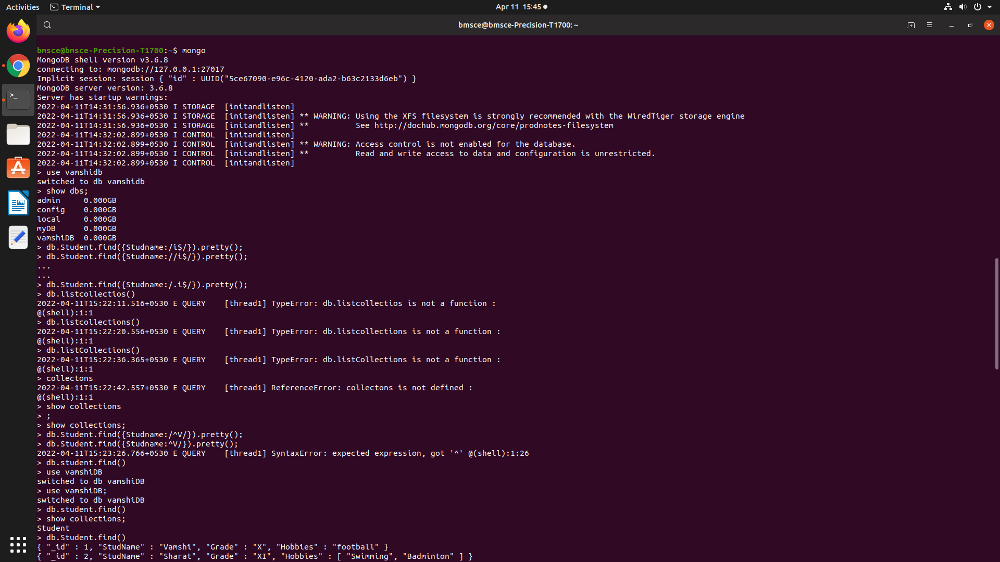 Activities Terminal Apr 11 15:45
bmsce@bmsce-Precision-T1700: ~
bmsce@bmsce-Precision-T1700:~$ mongo
MongoDB shell version v3.6.8
connecting to: mongodb://127.0.0.1:27017
Implicit session: session { "id" : UUID("5ce67090-e96c-4120-ada2-b63c2133d6eb") }
MongoDB server version: 3.6.8
Server has startup warnings:
2022-04-11T14:31:56.936+0530 I STORAGE  [initandlisten]
2022-04-11T14:31:56.936+0530 I STORAGE  [initandlisten] ** WARNING: Using the XFS filesystem is strongly recommended with the WiredTiger storage engine
2022-04-11T14:31:56.936+0530 I STORAGE  [initandlisten] **          See http://dochub.mongodb.org/core/prodnotes-filesystem
2022-04-11T14:32:02.899+0530 I CONTROL  [initandlisten]
2022-04-11T14:32:02.899+0530 I CONTROL  [initandlisten] ** WARNING: Access control is not enabled for the database.
2022-04-11T14:32:02.899+0530 I CONTROL  [initandlisten] **          Read and write access to data and configuration is unrestricted.
2022-04-11T14:32:02.899+0530 I CONTROL  [initandlisten]
> use vamshidb
switched to db vamshidb
> show dbs;
admin     0.000GB
config    0.000GB
local     0.000GB
myDB      0.000GB
vamshiDB  0.000GB
> db.Student.find({Studname:/i$/}).pretty();
> db.Student.find({Studname://i$/}).pretty();
...
...
> db.Student.find({Studname:/.i$/}).pretty();
> db.listcollectios()
2022-04-11T15:22:11.516+0530 E QUERY    [thread1] TypeError: db.listcollectios is not a function :
@(shell):1:1
> db.listcollections()
2022-04-11T15:22:20.556+0530 E QUERY    [thread1] TypeError: db.listcollections is not a function :
@(shell):1:1
> db.listCollections()
2022-04-11T15:22:36.365+0530 E QUERY    [thread1] TypeError: db.listCollections is not a function :
@(shell):1:1
> collectons
2022-04-11T15:22:42.557+0530 E QUERY    [thread1] ReferenceError: collectons is not defined :
@(shell):1:1
> show collections
> ;
> show collections;
> db.Student.find({Studname:/^V/}).pretty();
> db.Student.find({Studname:^V/}).pretty();
2022-04-11T15:23:26.766+0530 E QUERY    [thread1] SyntaxError: expected expression, got '^' @(shell):1:26
> db.student.find()
> use vamshiDB
switched to db vamshiDB
> use vamshiDB;
switched to db vamshiDB
> db.student.find()
> show collections;
Student
> db.Student.find()
{ "_id" : 1, "StudName" : "Vamshi", "Grade" : "X", "Hobbies" : "football" }
{ "_id" : 2, "StudName" : "Sharat", "Grade" : "XI", "Hobbies" : [ "Swimming", "Badminton" ] }